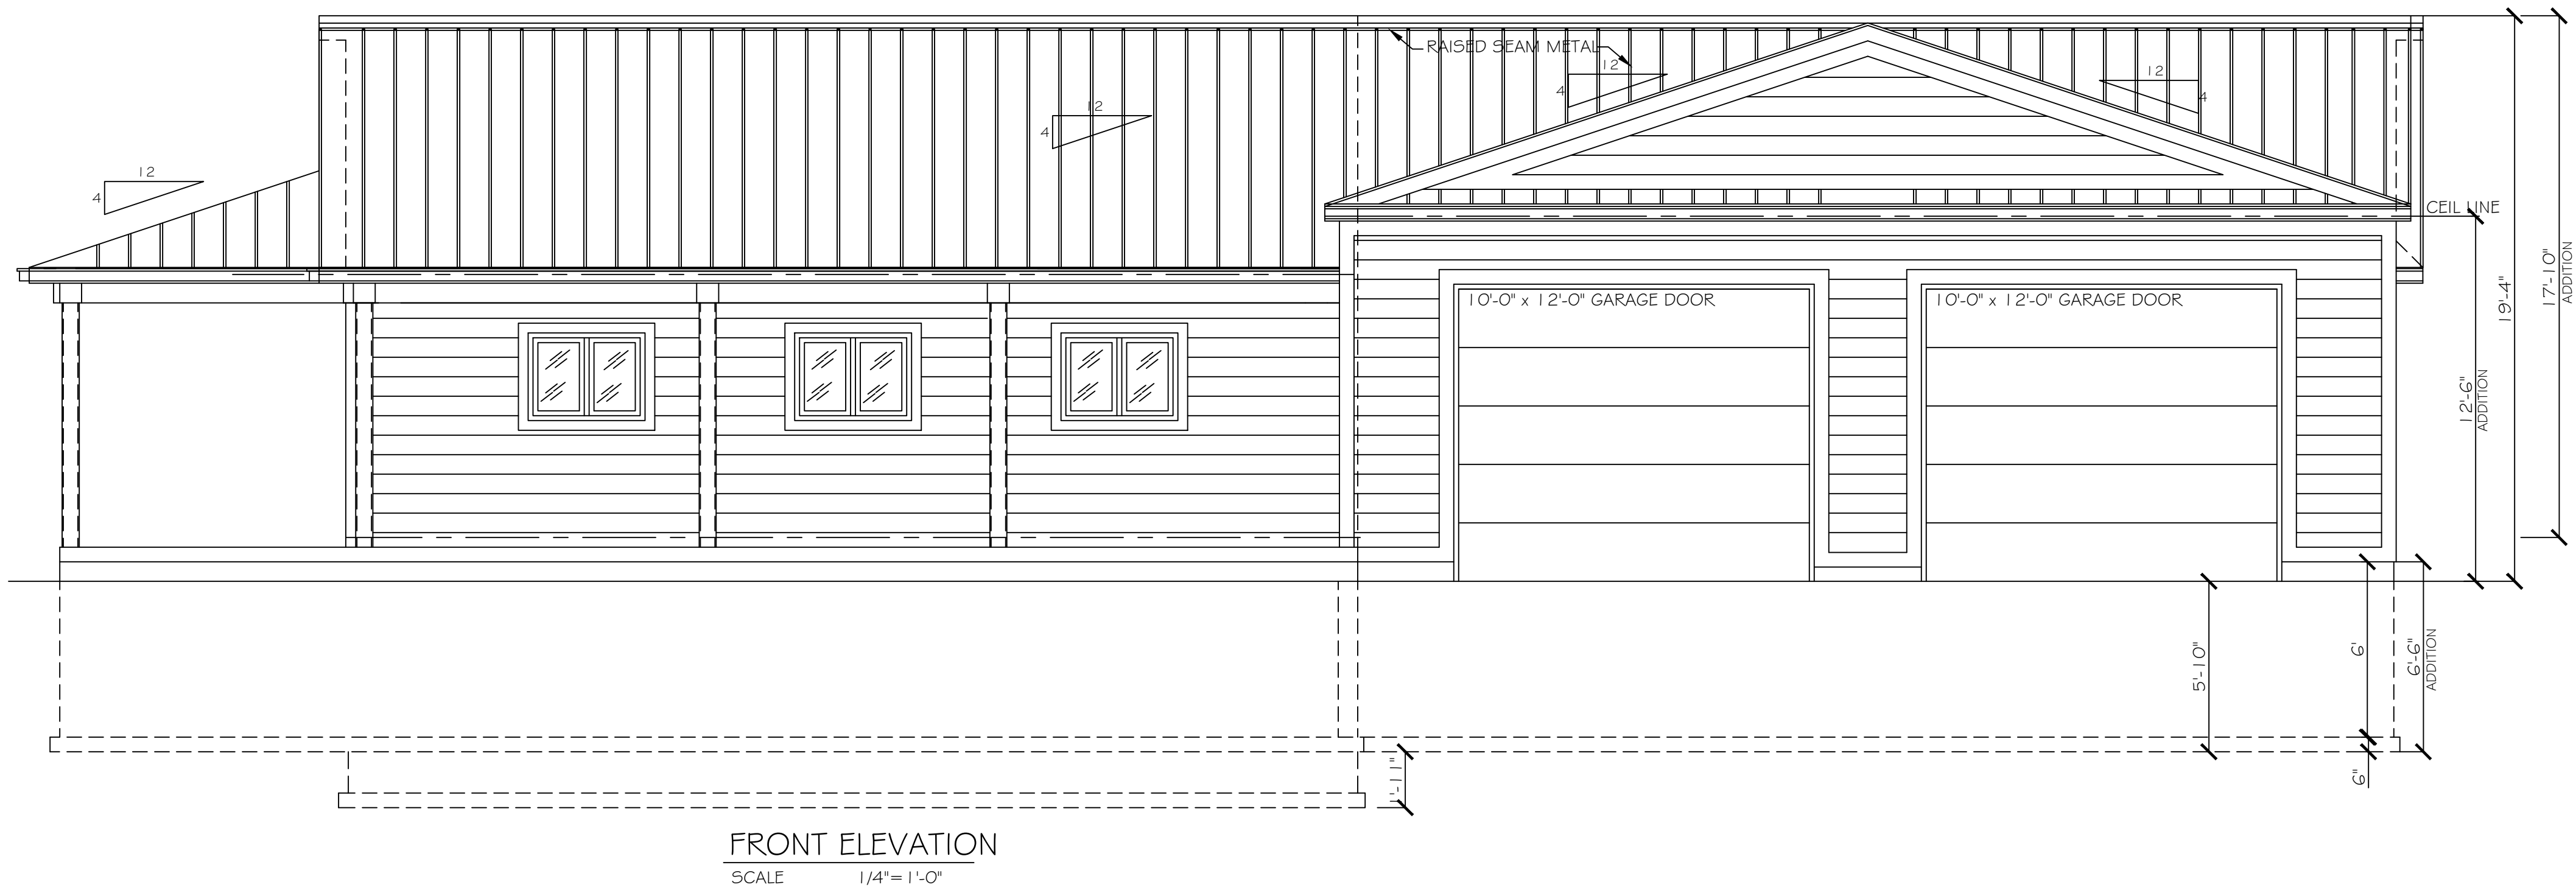 RAISED SEAM METAL
12
4
12
4
12
4
12
4
CEIL LINE
10'-0" x 12'-0" GARAGE DOOR
10'-0" x 12'-0" GARAGE DOOR
17'-10"
ADDITION
19'-4"
12'-6"
ADDITION
5'-10"
6'
6'-6"
ADDITION
6"
1'-11"
FRONT ELEVATION
SCALE 1/4"=1'-0"